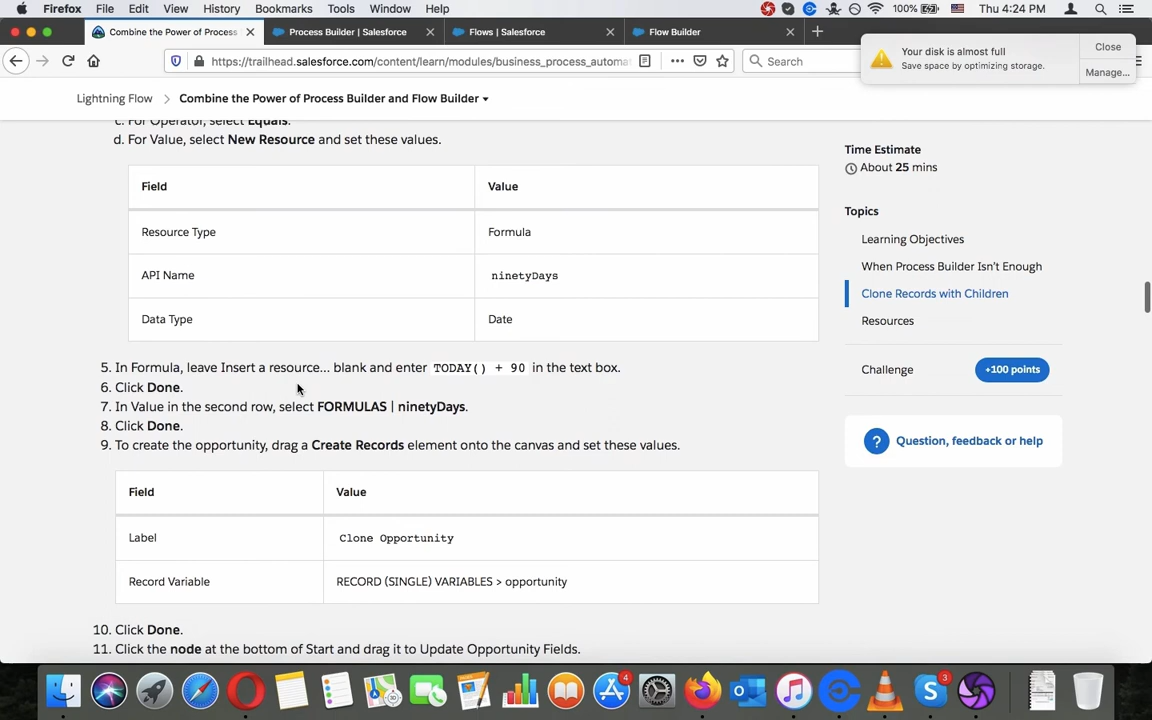 Firefox File Edit View History Bookmarks Tools Window Help 100% Thu 4:24 PM
Combine the Power of Process Process Builder | Salesforce Flows | Salesforce Flow Builder
Your disk is almost full
Save space by optimizing storage.
Close
Manage...
https://trailhead.salesforce.com/content/learn/modules/business_process_automat Search
Lightning Flow > Combine the Power of Process Builder and Flow Builder
c. For Operator, select Equals.
d. For Value, select New Resource and set these values.
Field Value
Resource Type Formula
API Name ninetyDays
Data Type Date
5. In Formula, leave Insert a resource... blank and enter TODAY() + 90 in the text box.
6. Click Done.
7. In Value in the second row, select FORMULAS | ninetyDays.
8. Click Done.
9. To create the opportunity, drag a Create Records element onto the canvas and set these values.
Field Value
Label Clone Opportunity
Record Variable RECORD (SINGLE) VARIABLES > opportunity
10. Click Done.
11. Click the node at the bottom of Start and drag it to Update Opportunity Fields.
Time Estimate
About 25 mins
Topics
Learning Objectives
When Process Builder Isn't Enough
Clone Records with Children
Resources
Challenge +100 points
? Question, feedback or help
4
3